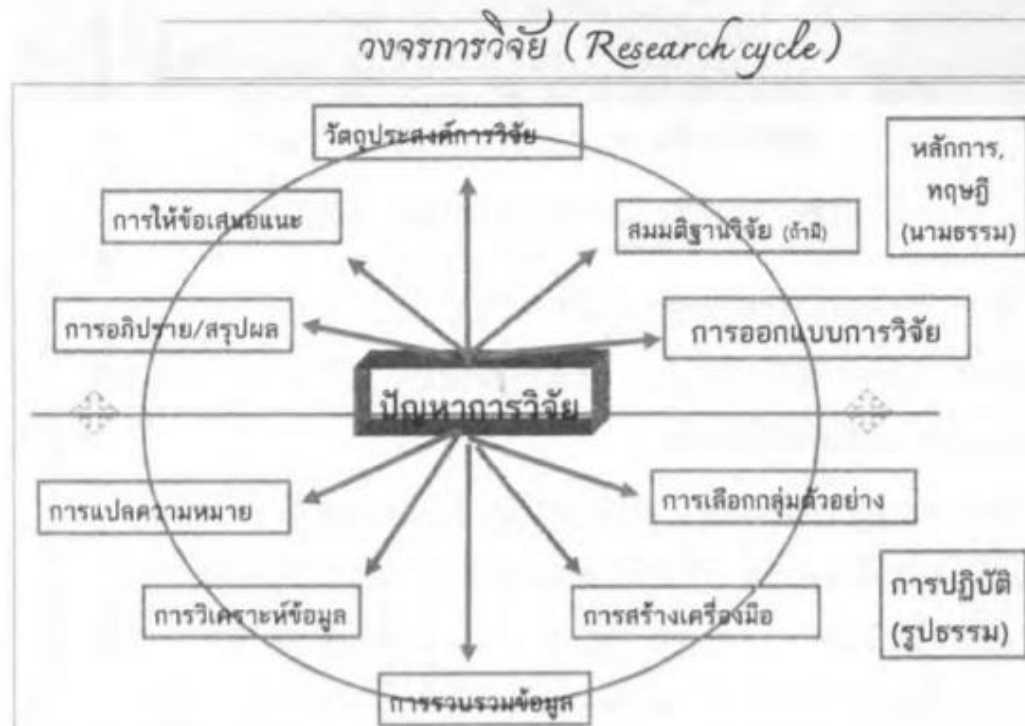 วงจรการวิจัย (Research cycle)
วัตถุประสงค์การวิจัย
การให้ข้อเสนอแนะ
สมมติฐานวิจัย (ถ้ามี)
หลักการ,
ทฤษฎี
(นามธรรม)
การอภิปราย/สรุปผล
การออกแบบการวิจัย
ปัญหาการวิจัย
การแปลความหมาย
การเลือกกลุ่มตัวอย่าง
การวิเคราะห์ข้อมูล
การสร้างเครื่องมือ
การปฏิบัติ
(รูปธรรม)
การรวบรวมข้อมูล